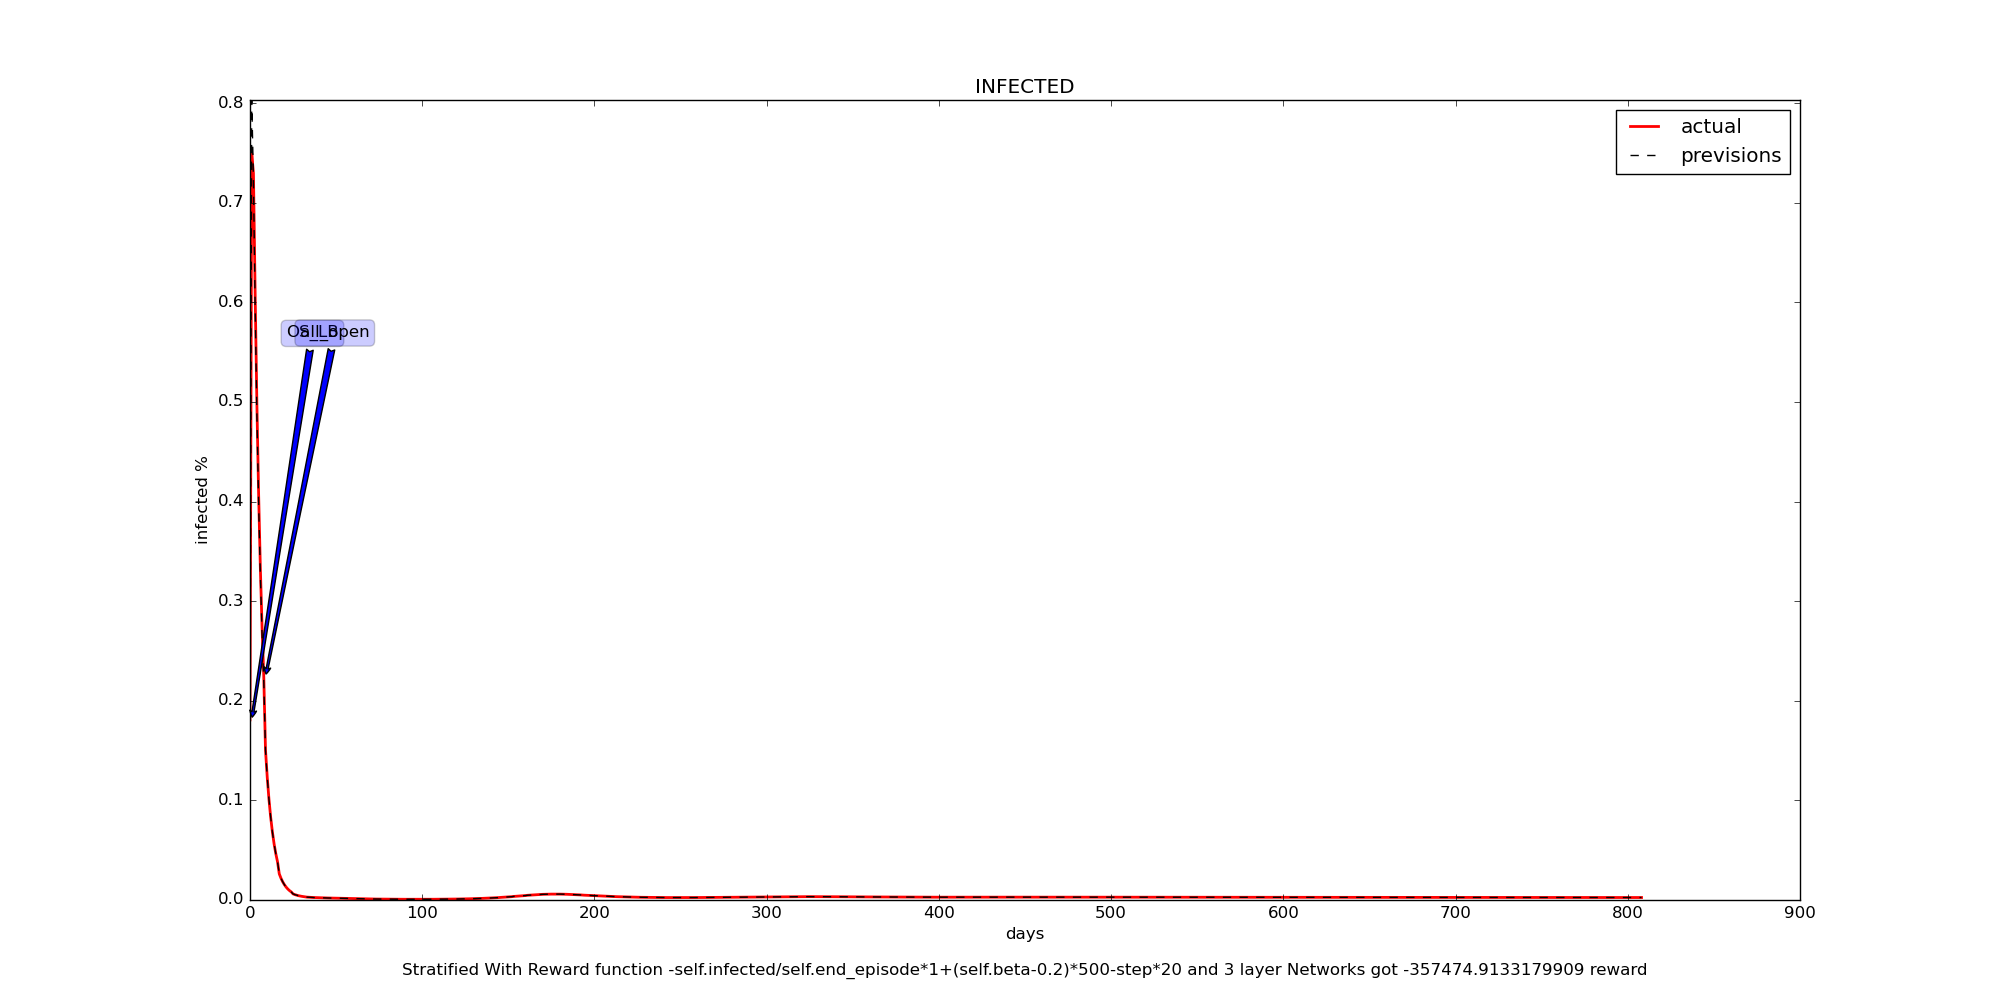 INFECTED
0.8
0.7
0.6
0.5
0.4
0.3
0.2
0.1
0.0
infected %
actual
previsions
0 100 200 300 400 500 600 700 800 900
days
Stratified With Reward function -self.infected/self.end_episode*1+(self.beta-0.2)*500-step*20 and 3 layer Networks got -357474.9133179909 reward